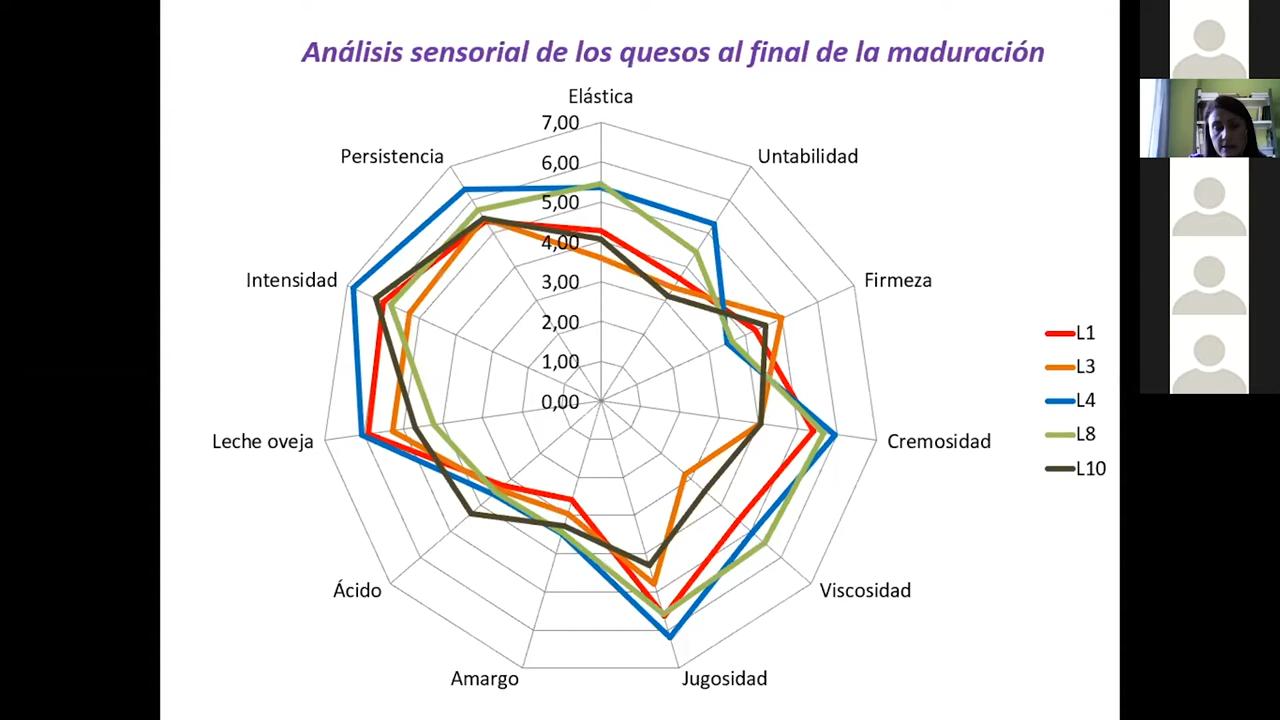 Análisis sensorial de los quesos al final de la maduración
Elástica
7,00
Persistencia
Untabilidad
6,00
5,00
4,00
Intensidad
3,00
Firmeza
2,00
1,00
0,00
Leche oveja
Cremosidad
L1
L3
L4
L8
L10
Ácido
Viscosidad
Amargo
Jugosidad